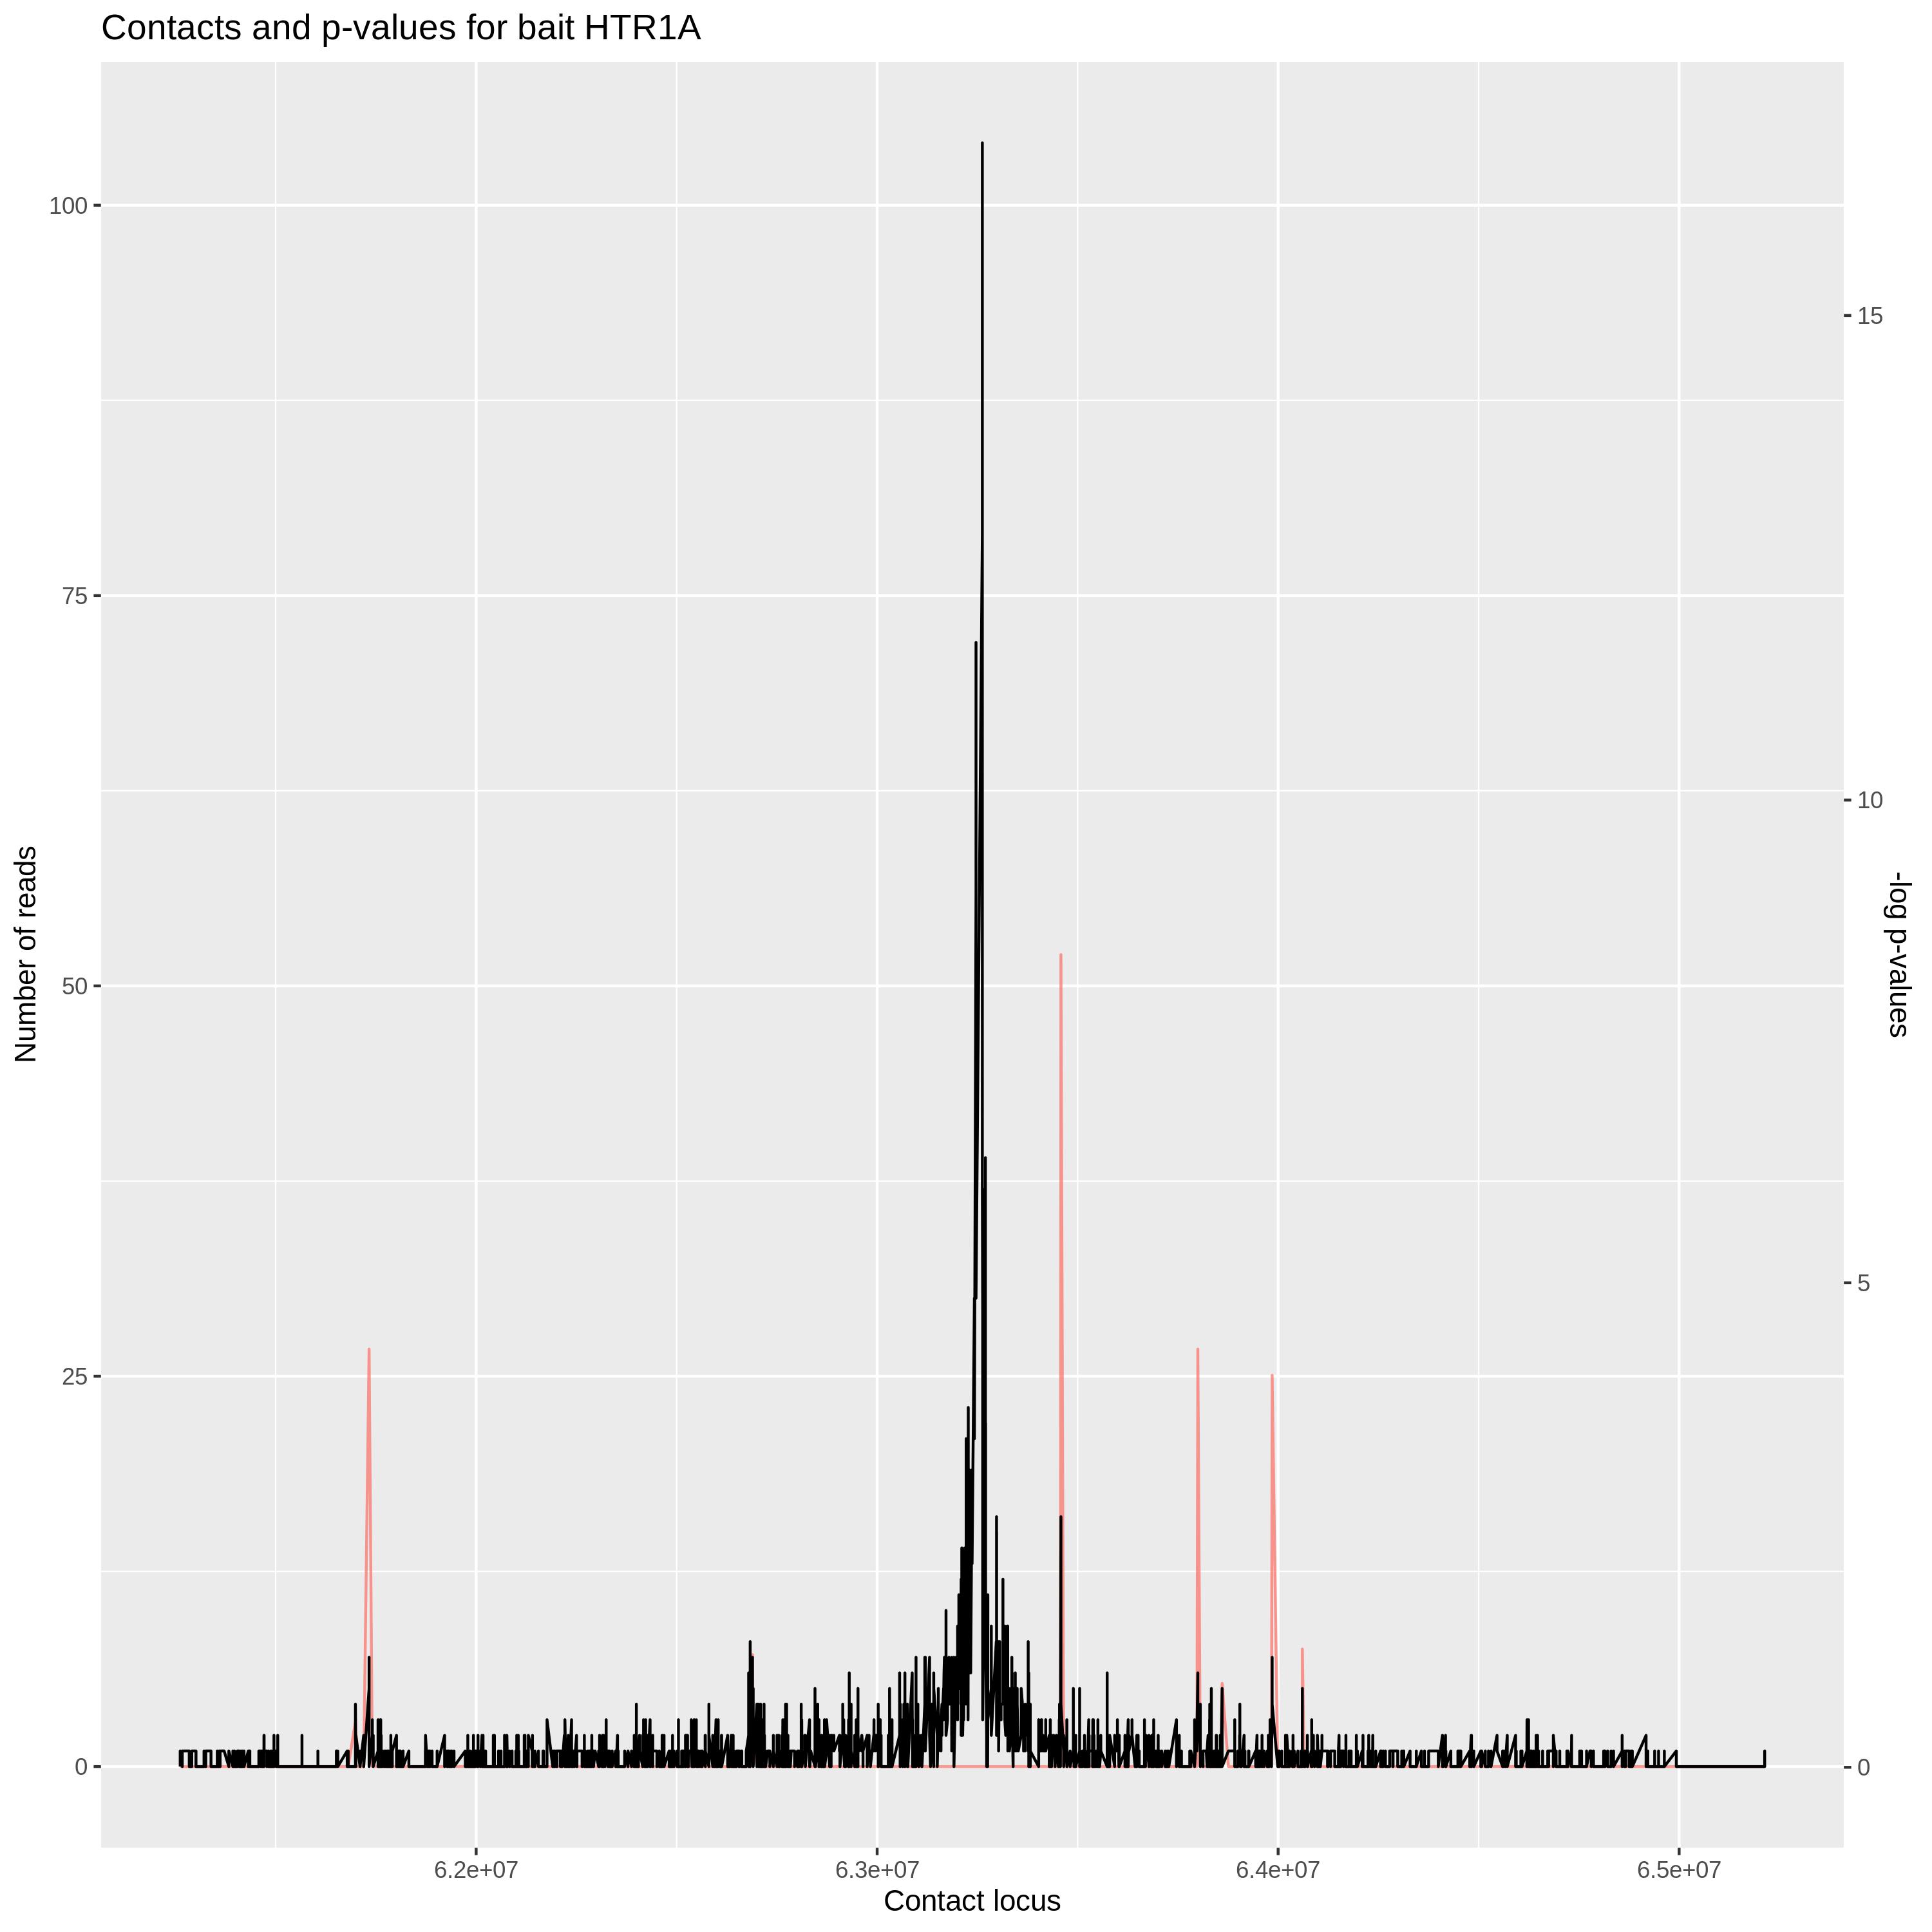 Contacts and p-values for bait HTR1A
100
75
50
25
0
Number of reads
15
10
5
0
-log p-values
6.2e+07
6.3e+07
6.4e+07
6.5e+07
Contact locus